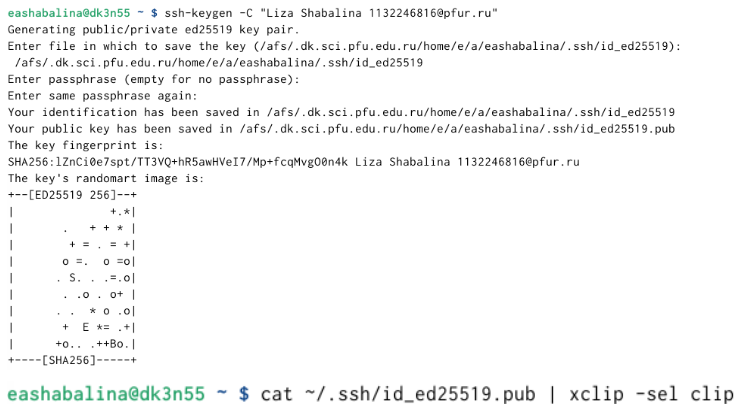 eashabalina@dk3n55 ~ $ ssh-keygen -C "Liza Shabalina 1132246816@pfur.ru"
Generating public/private ed25519 key pair.
Enter file in which to save the key (/afs/.dk.sci.pfu.edu.ru/home/e/a/eashabalina/.ssh/id_ed25519):
 /afs/.dk.sci.pfu.edu.ru/home/e/a/eashabalina/.ssh/id_ed25519
Enter passphrase (empty for no passphrase):
Enter same passphrase again:
Your identification has been saved in /afs/.dk.sci.pfu.edu.ru/home/e/a/eashabalina/.ssh/id_ed25519
Your public key has been saved in /afs/.dk.sci.pfu.edu.ru/home/e/a/eashabalina/.ssh/id_ed25519.pub
The key fingerprint is:
SHA256:lZnCi0e7spt/TT3VQ+hR5awHVeI7/Mp+fcqMvgO0n4k Liza Shabalina 1132246816@pfur.ru
The key's randomart image is:
+--[ED25519 256]--+
|              +.*|
|       .   + + * |
|        + = . = +|
|       o =.  o =o|
|      . S. . .=.o|
|       . .o . o+ |
|      . .  * o .o|
|       +  E *= .+|
|      +o.. .++Bo.|
+----[SHA256]-----+
eashabalina@dk3n55 ~ $ cat ~/.ssh/id_ed25519.pub | xclip -sel clip